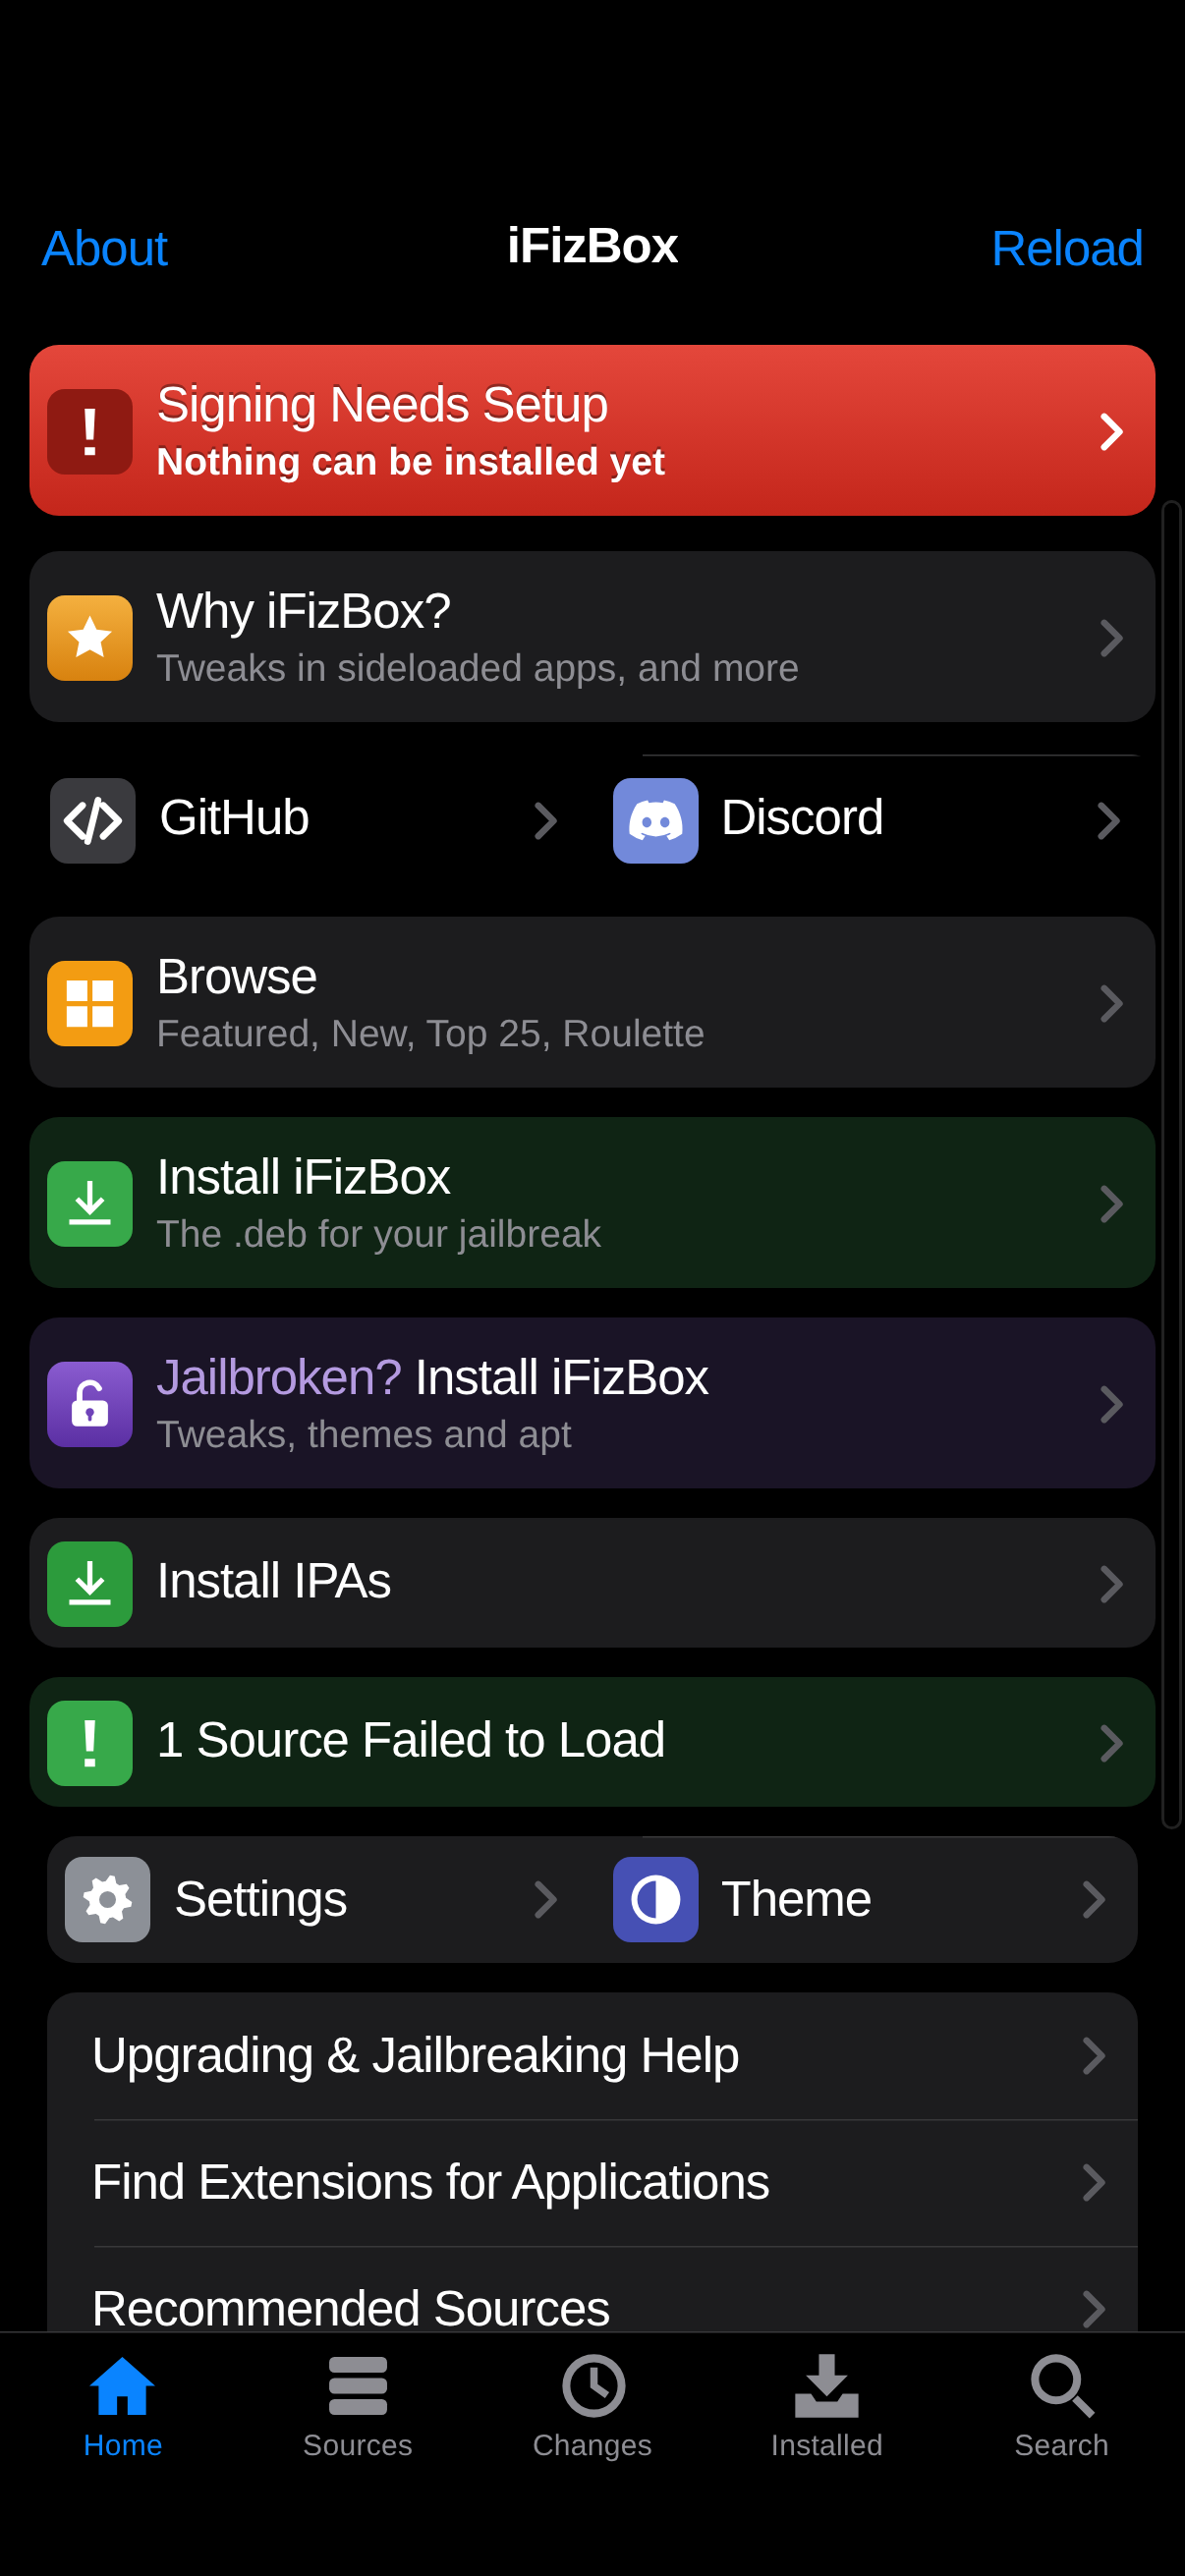 About
iFizBox
Reload
!
Signing Needs Setup
Nothing can be installed yet
Why iFizBox?
Tweaks in sideloaded apps, and more
GitHub
Discord
Browse
Featured, New, Top 25, Roulette
Install iFizBox
The .deb for your jailbreak
Jailbroken? Install iFizBox
Tweaks, themes and apt
Install IPAs
!
1 Source Failed to Load
Settings
Theme
Upgrading & Jailbreaking Help
Find Extensions for Applications
Recommended Sources
Home
Sources
Changes
Installed
Search